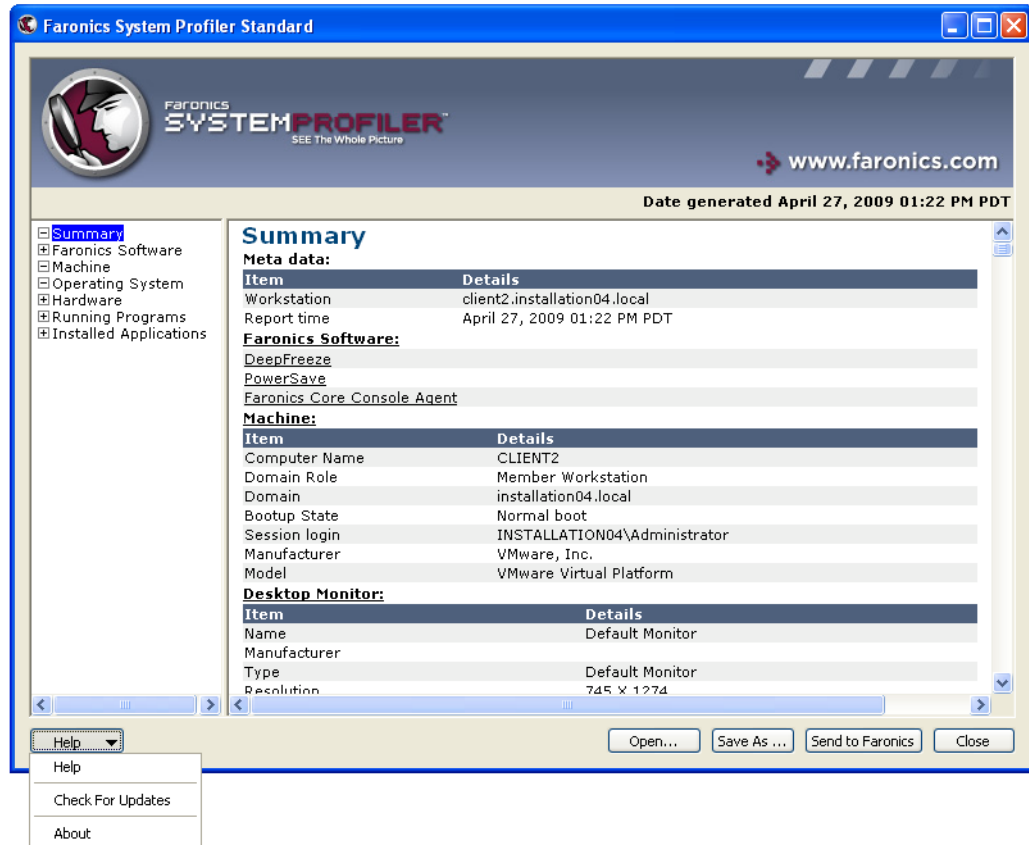 Faronics System Profiler Standard
Faronics
SYSTEMPROFILER™
SEE The Whole Picture
www.faronics.com
Date generated April 27, 2009 01:22 PM PDT
Summary
Faronics Software
Machine
Operating System
Hardware
Running Programs
Installed Applications
Summary
Meta data:
Item Details
Workstation client2.installation04.local
Report time April 27, 2009 01:22 PM PDT
Faronics Software:
DeepFreeze
PowerSave
Faronics Core Console Agent
Machine:
Item Details
Computer Name CLIENT2
Domain Role Member Workstation
Domain installation04.local
Bootup State Normal boot
Session login INSTALLATION04\Administrator
Manufacturer VMware, Inc.
Model VMware Virtual Platform
Desktop Monitor:
Item Details
Name Default Monitor
Manufacturer
Type Default Monitor
Resolution 745 X 1274
Help Open... Save As ... Send to Faronics Close
Help
Check For Updates
About